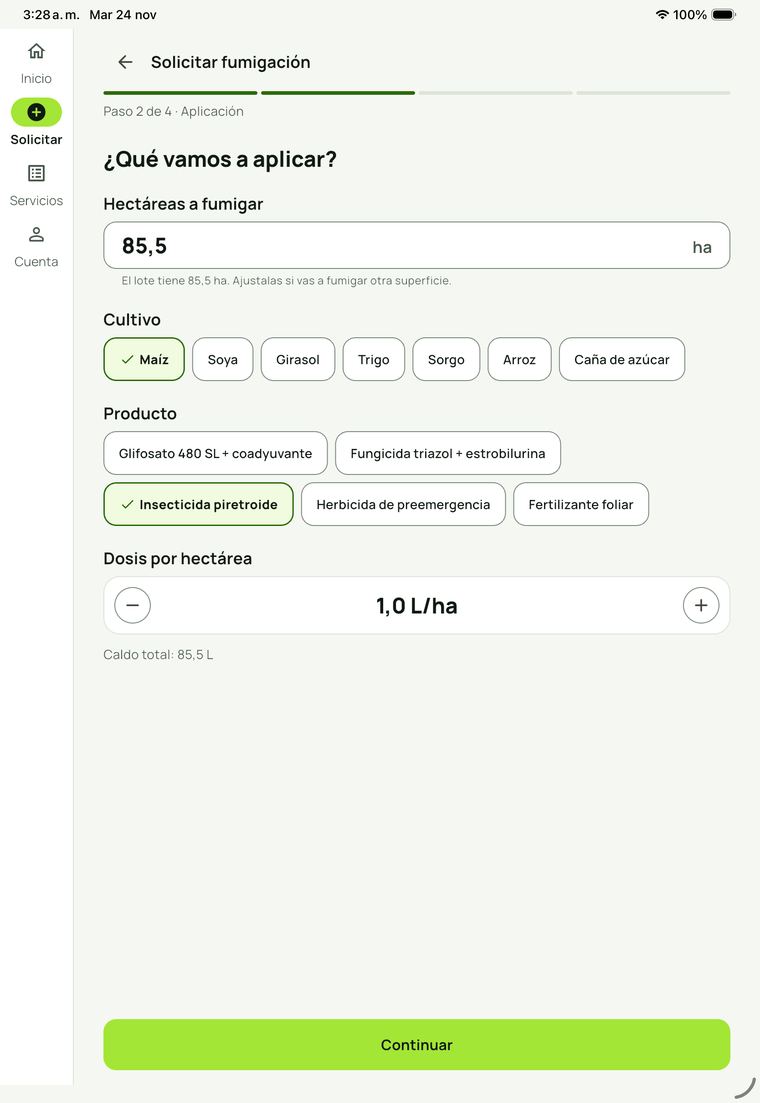 3:28 a. m. Mar 24 nov
100%
Inicio
Solicitar
Servicios
Cuenta
Solicitar fumigación
Paso 2 de 4 · Aplicación
¿Qué vamos a aplicar?
Hectáreas a fumigar
85,5 ha
El lote tiene 85,5 ha. Ajustalas si vas a fumigar otra superficie.
Cultivo
Maíz Soya Girasol Trigo Sorgo Arroz Caña de azúcar
Producto
Glifosato 480 SL + coadyuvante Fungicida triazol + estrobilurina
Insecticida piretroide Herbicida de preemergencia Fertilizante foliar
Dosis por hectárea
1,0 L/ha
Caldo total: 85,5 L
Continuar